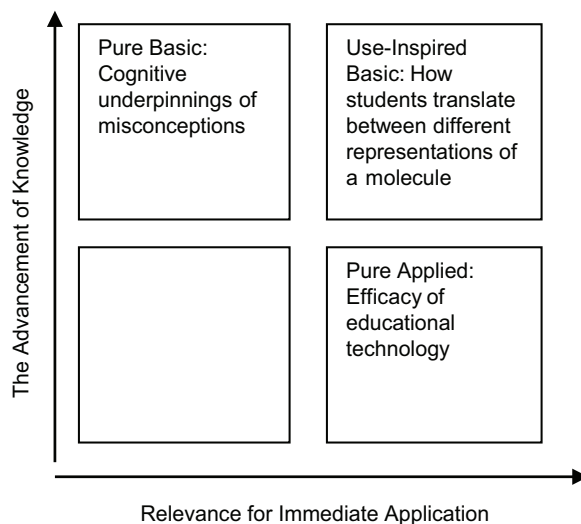 The Advancement of Knowledge
Pure Basic:
Cognitive
underpinnings of
misconceptions
Use-Inspired
Basic: How
students translate
between different
representations of
a molecule
Pure Applied:
Efficacy of
educational
technology
Relevance for Immediate Application